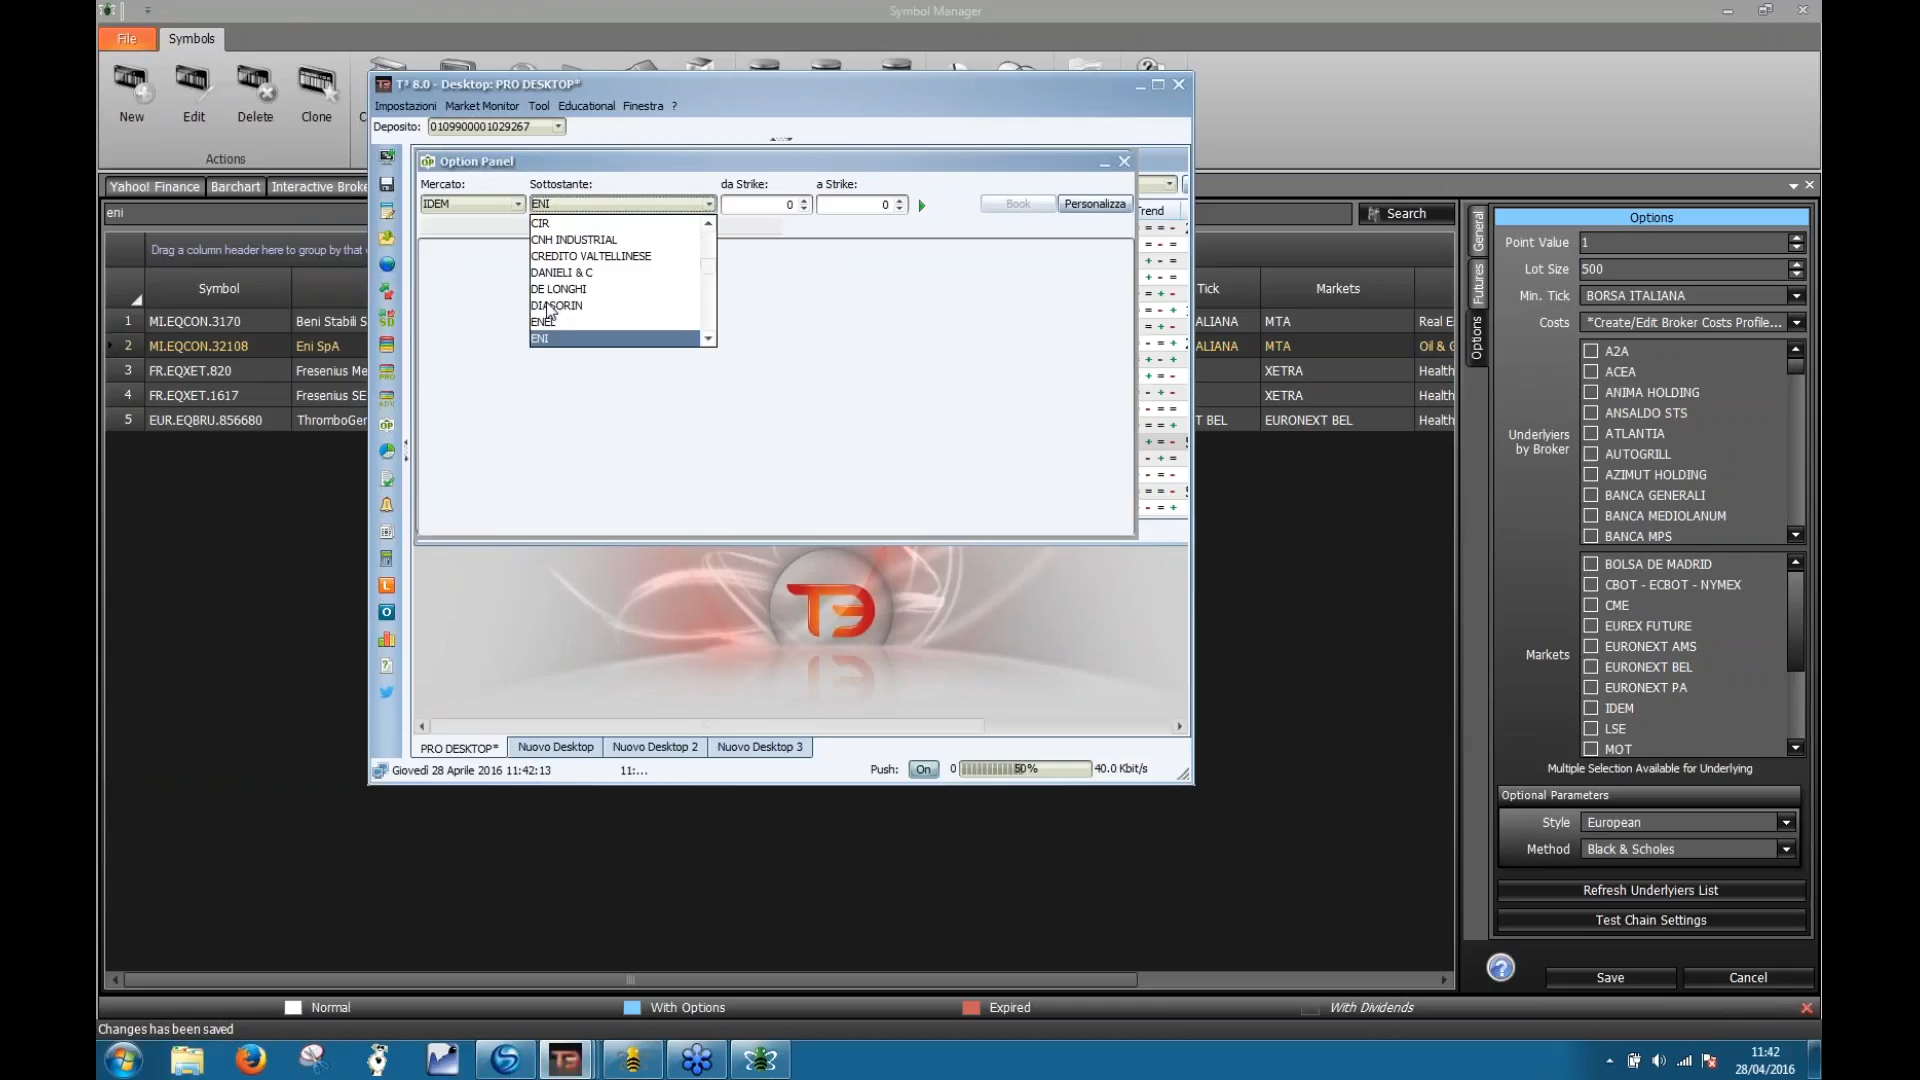 Symbol Manager
File Symbols
New Edit Delete Clone
Actions
Yahoo! Finance Barchart Interactive Broke
eni
Search
Drag a column header here to group by that
Symbol
Tick Markets
1 MI.EQCON.3170 Beni Stabili S ALIANA MTA Real E
2 MI.EQCON.32108 Eni SpA ALIANA MTA Oil & G
3 FR.EQXET.820 Fresenius Me XETRA Health
4 FR.EQXET.1617 Fresenius SE XETRA Health
5 EUR.EQBRU.856680 ThromboGer T BEL EURONEXT BEL Health
T³ 8.0 - Desktop: PRO DESKTOP*
Impostazioni Market Monitor Tool Educational Finestra ?
Deposito: 0109900001029267
Option Panel
Mercato: Sottostante: da Strike: a Strike:
IDEM ENI 0 0 Book Personalizza
Trend
CIR
CNH INDUSTRIAL
CREDITO VALTELLINESE
DANIELI & C
DE LONGHI
DIASORIN
ENEL
ENI
T3
PRO DESKTOP* Nuovo Desktop Nuovo Desktop 2 Nuovo Desktop 3
Giovedì 28 Aprile 2016 11:42:13 11:... Push: On 0 50% 40.0 Kbit/s
General
Futures
Options
Options
Point Value 1
Lot Size 500
Min. Tick BORSA ITALIANA
Costs *Create/Edit Broker Costs Profile...
Underlyiers by Broker
A2A
ACEA
ANIMA HOLDING
ANSALDO STS
ATLANTIA
AUTOGRILL
AZIMUT HOLDING
BANCA GENERALI
BANCA MEDIOLANUM
BANCA MPS
Markets
BOLSA DE MADRID
CBOT - ECBOT - NYMEX
CME
EUREX FUTURE
EURONEXT AMS
EURONEXT BEL
EURONEXT PA
IDEM
LSE
MOT
Multiple Selection Available for Underlying
Optional Parameters
Style European
Method Black & Scholes
Refresh Underlyiers List
Test Chain Settings
Save Cancel
Normal With Options Expired With Dividends
Changes has been saved
11:42
28/04/2016